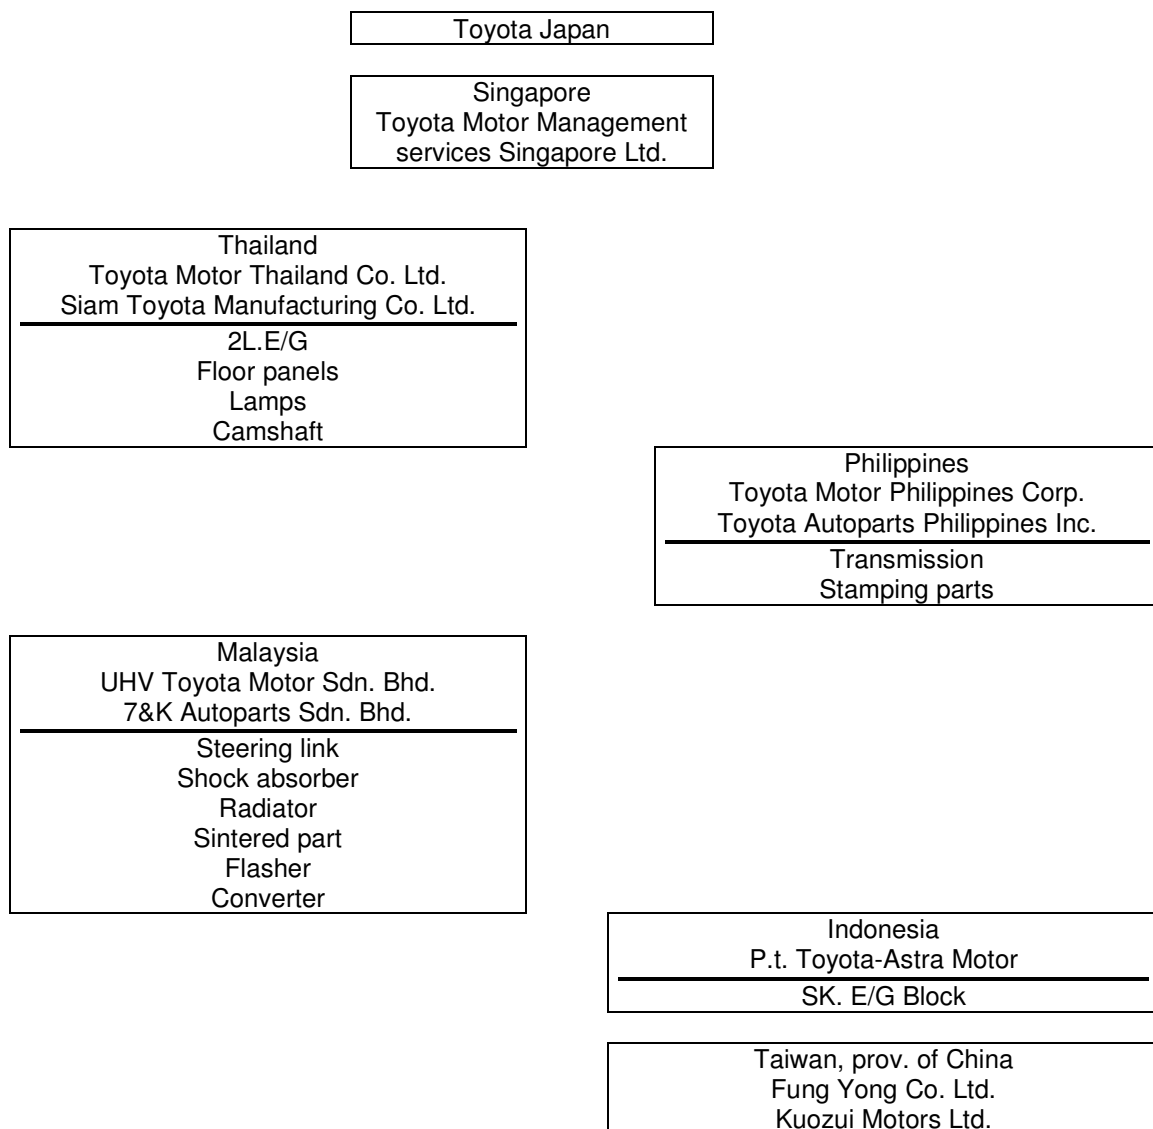 Toyota Japan
Singapore
Toyota Motor Management
services Singapore Ltd.
Thailand
Toyota Motor Thailand Co. Ltd.
Siam Toyota Manufacturing Co. Ltd.
2L.E/G
Floor panels
Lamps
Camshaft
Philippines
Toyota Motor Philippines Corp.
Toyota Autoparts Philippines Inc.
Transmission
Stamping parts
Malaysia
UHV Toyota Motor Sdn. Bhd.
7&K Autoparts Sdn. Bhd.
Steering link
Shock absorber
Radiator
Sintered part
Flasher
Converter
Indonesia
P.t. Toyota-Astra Motor
SK. E/G Block
Taiwan, prov. of China
Fung Yong Co. Ltd.
Kuozui Motors Ltd.